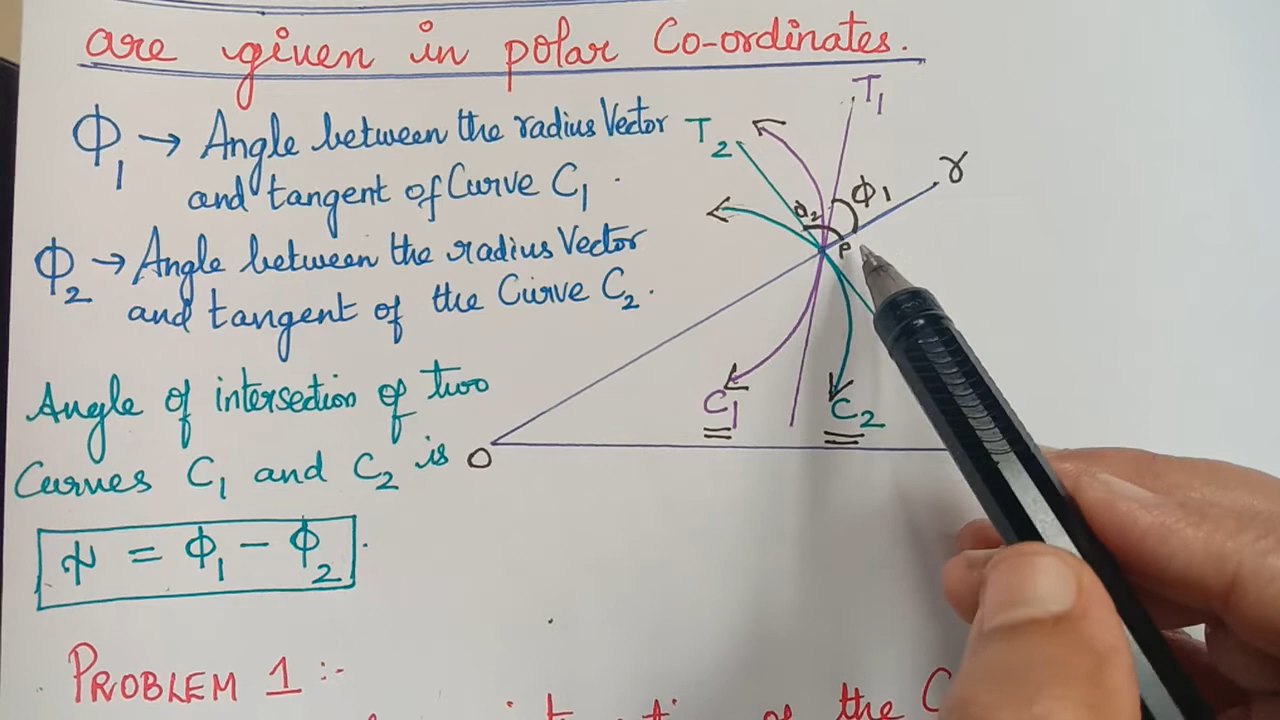 are given in polar Co-ordinates.
Φ1 → Angle between the radius Vector
and tangent of Curve C1.
Φ2 → Angle between the radius Vector
and tangent of the Curve C2.
Angle of intersection of two
Curves C1 and C2 is
ψ = Φ1 - Φ2.
PROBLEM 1 :-
the C
T1
T2
r
Φ1
P
C1
C2
O